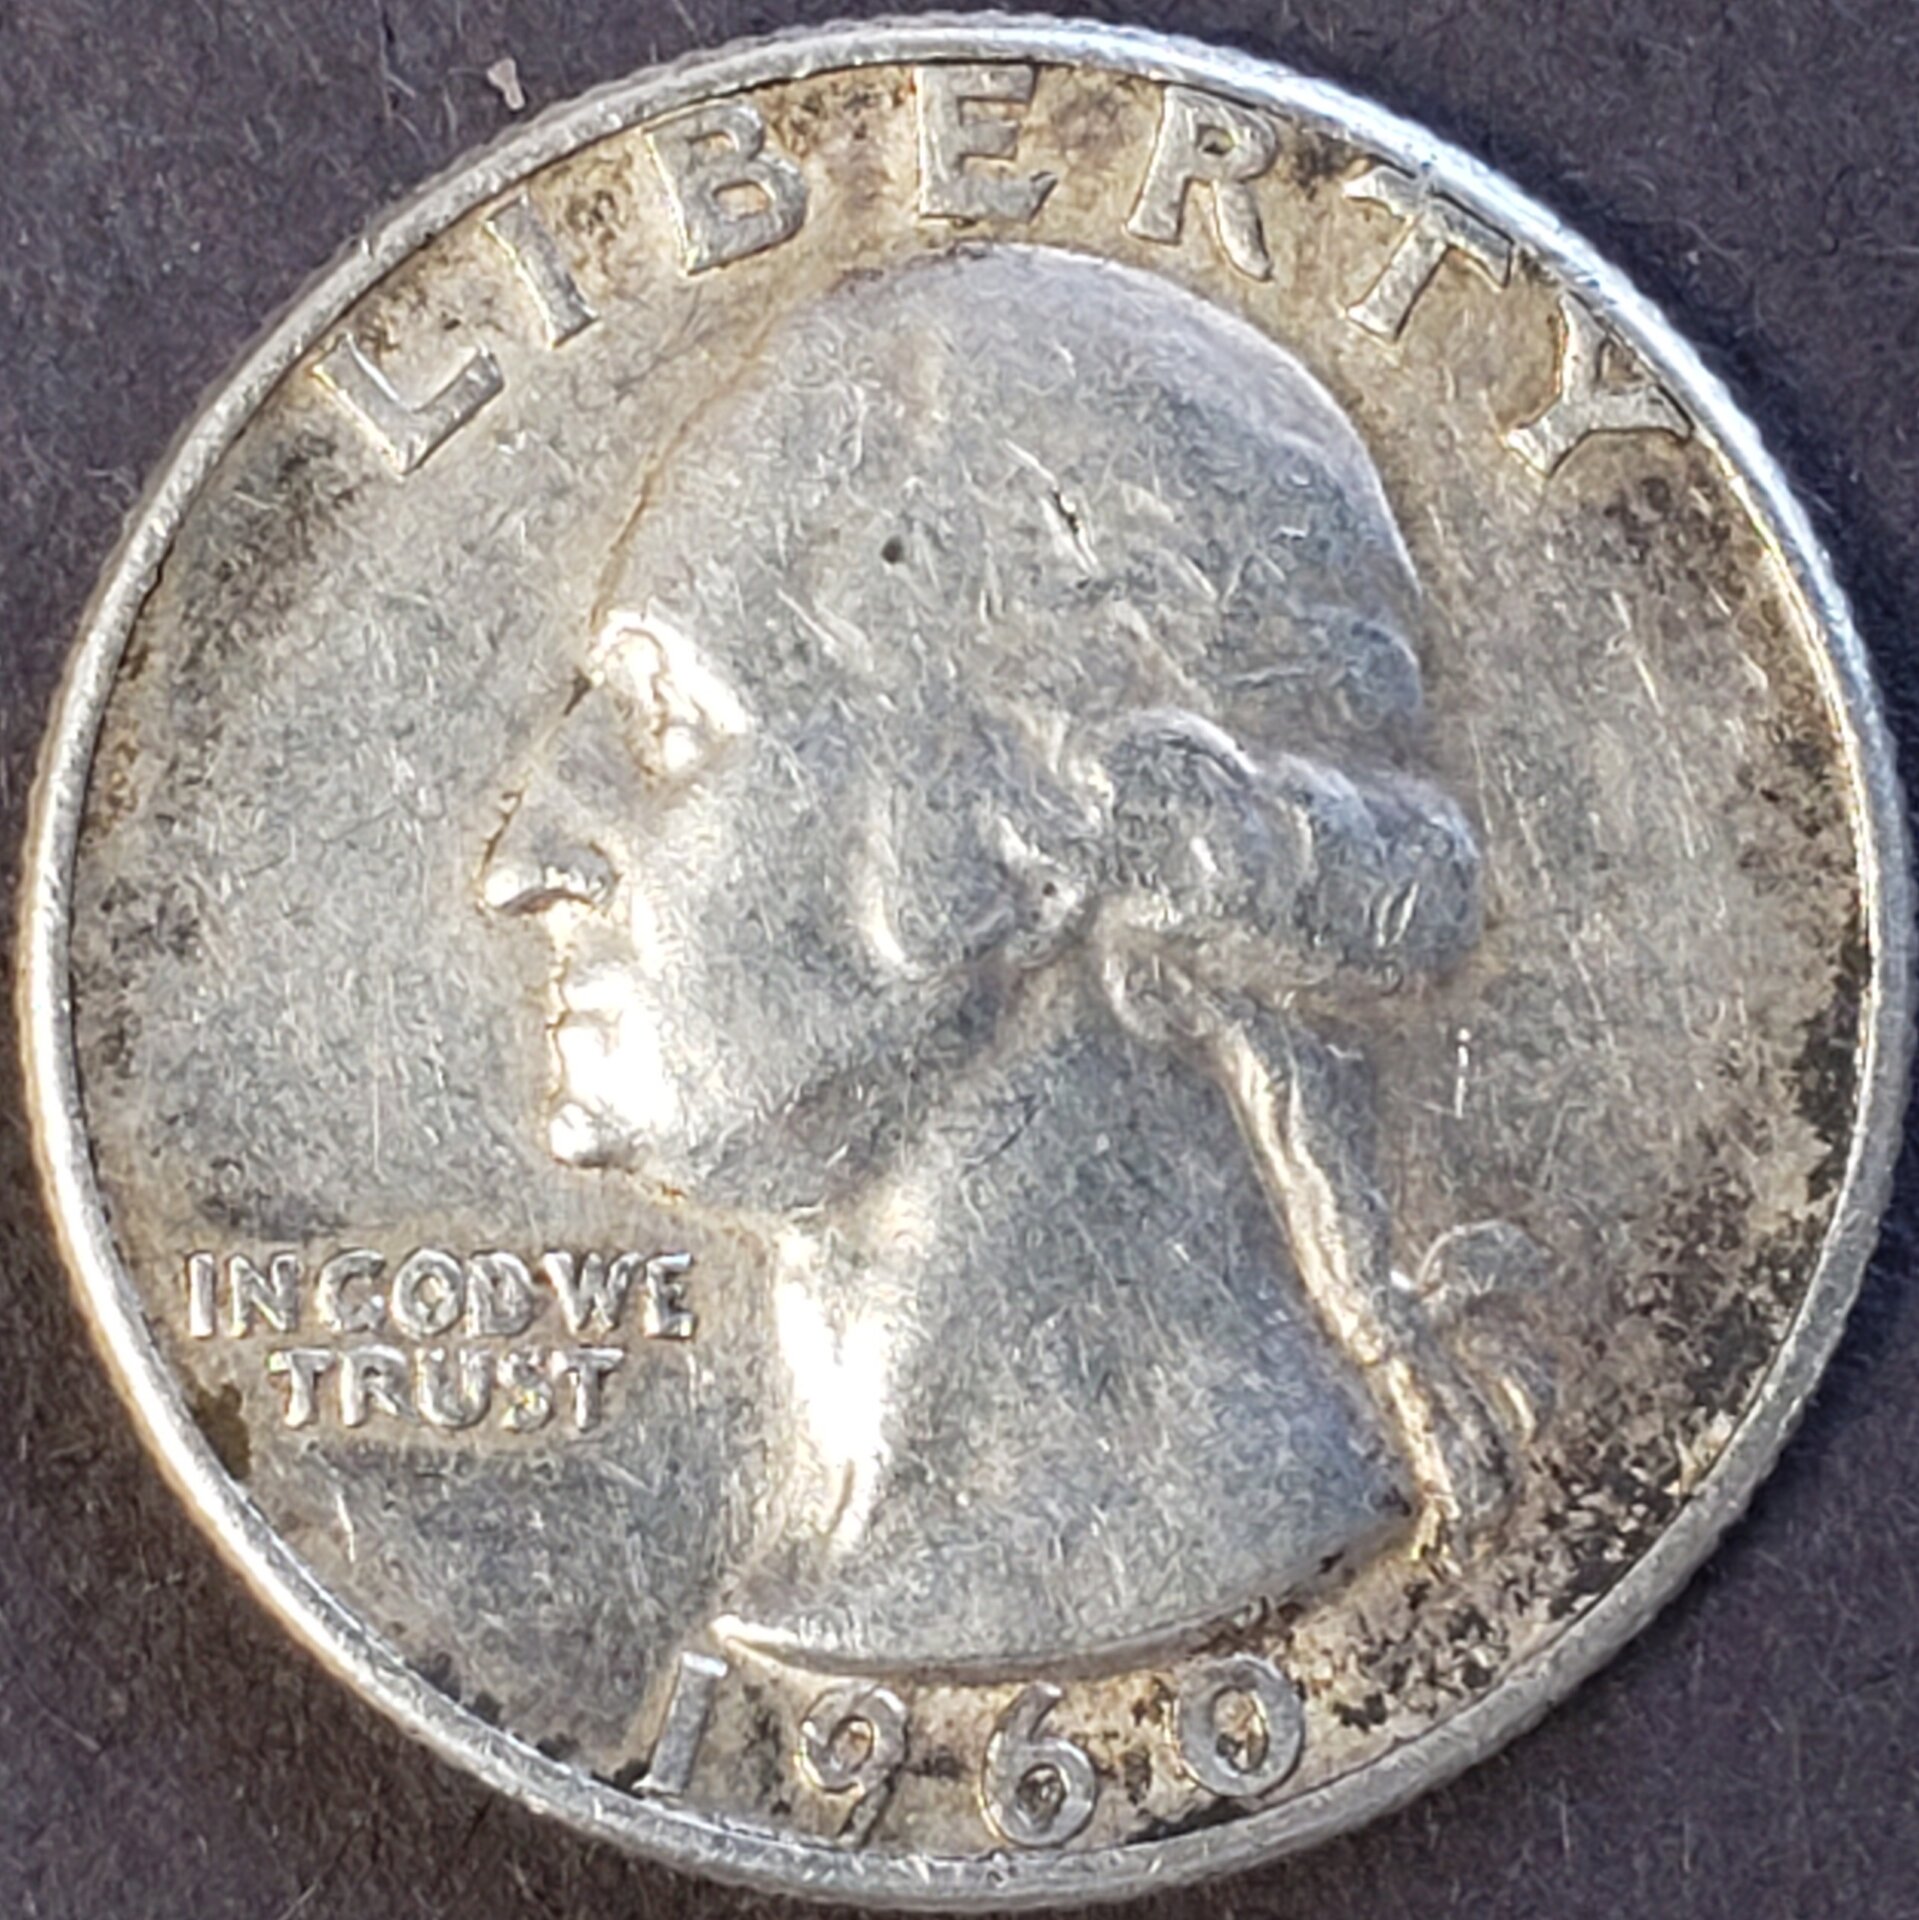 LIBERTY
IN GOD WE
TRUST
1960